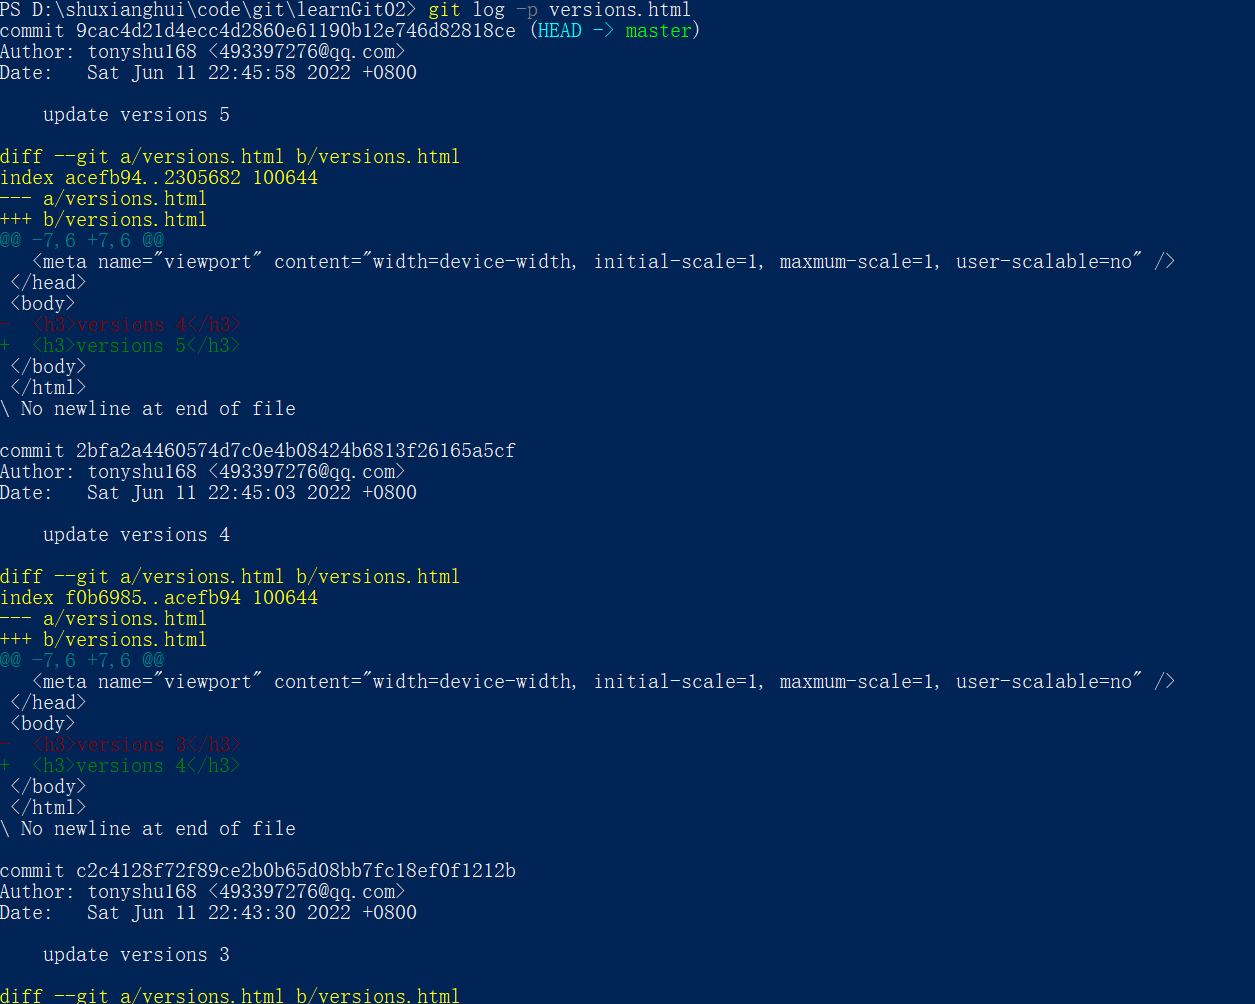 PS D:\shuxianghui\code\git\learnGit02> git log -p versions.html
commit 9cac4d21d4ecc4d2860e61190b12e746d82818ce (HEAD -> master)
Author: tonyshu168 <493397276@qq.com>
Date:   Sat Jun 11 22:45:58 2022 +0800

    update versions 5

diff --git a/versions.html b/versions.html
index acefb94..2305682 100644
--- a/versions.html
+++ b/versions.html
@@ -7,6 +7,6 @@
   <meta name="viewport" content="width=device-width, initial-scale=1, maxmum-scale=1, user-scalable=no" />
 </head>
 <body>
-  <h3>versions 4</h3>
+  <h3>versions 5</h3>
 </body>
 </html>
\ No newline at end of file

commit 2bfa2a4460574d7c0e4b08424b6813f26165a5cf
Author: tonyshu168 <493397276@qq.com>
Date:   Sat Jun 11 22:45:03 2022 +0800

    update versions 4

diff --git a/versions.html b/versions.html
index f0b6985..acefb94 100644
--- a/versions.html
+++ b/versions.html
@@ -7,6 +7,6 @@
   <meta name="viewport" content="width=device-width, initial-scale=1, maxmum-scale=1, user-scalable=no" />
 </head>
 <body>
-  <h3>versions 3</h3>
+  <h3>versions 4</h3>
 </body>
 </html>
\ No newline at end of file

commit c2c4128f72f89ce2b0b65d08bb7fc18ef0f1212b
Author: tonyshu168 <493397276@qq.com>
Date:   Sat Jun 11 22:43:30 2022 +0800

    update versions 3

diff --git a/versions.html b/versions.html